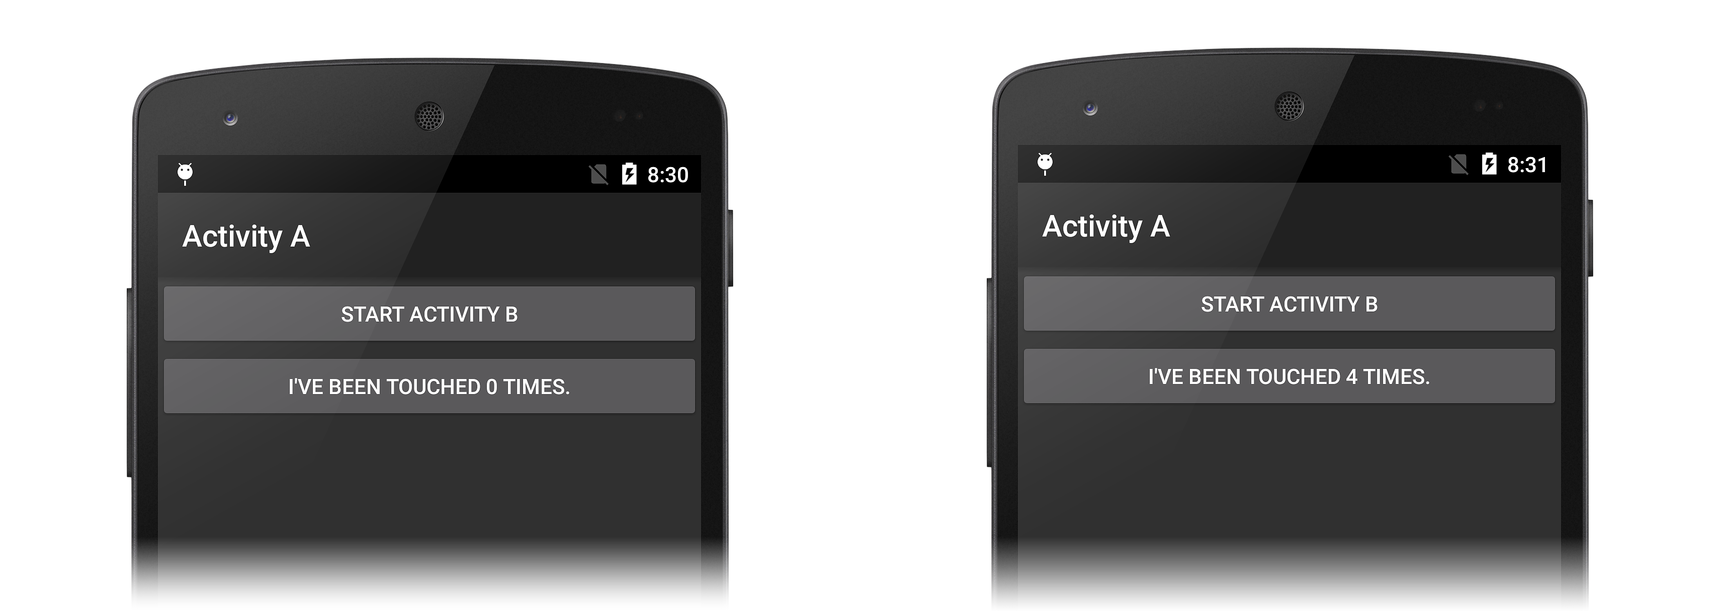 8:30
Activity A
START ACTIVITY B
I'VE BEEN TOUCHED 0 TIMES.
8:31
Activity A
START ACTIVITY B
I'VE BEEN TOUCHED 4 TIMES.